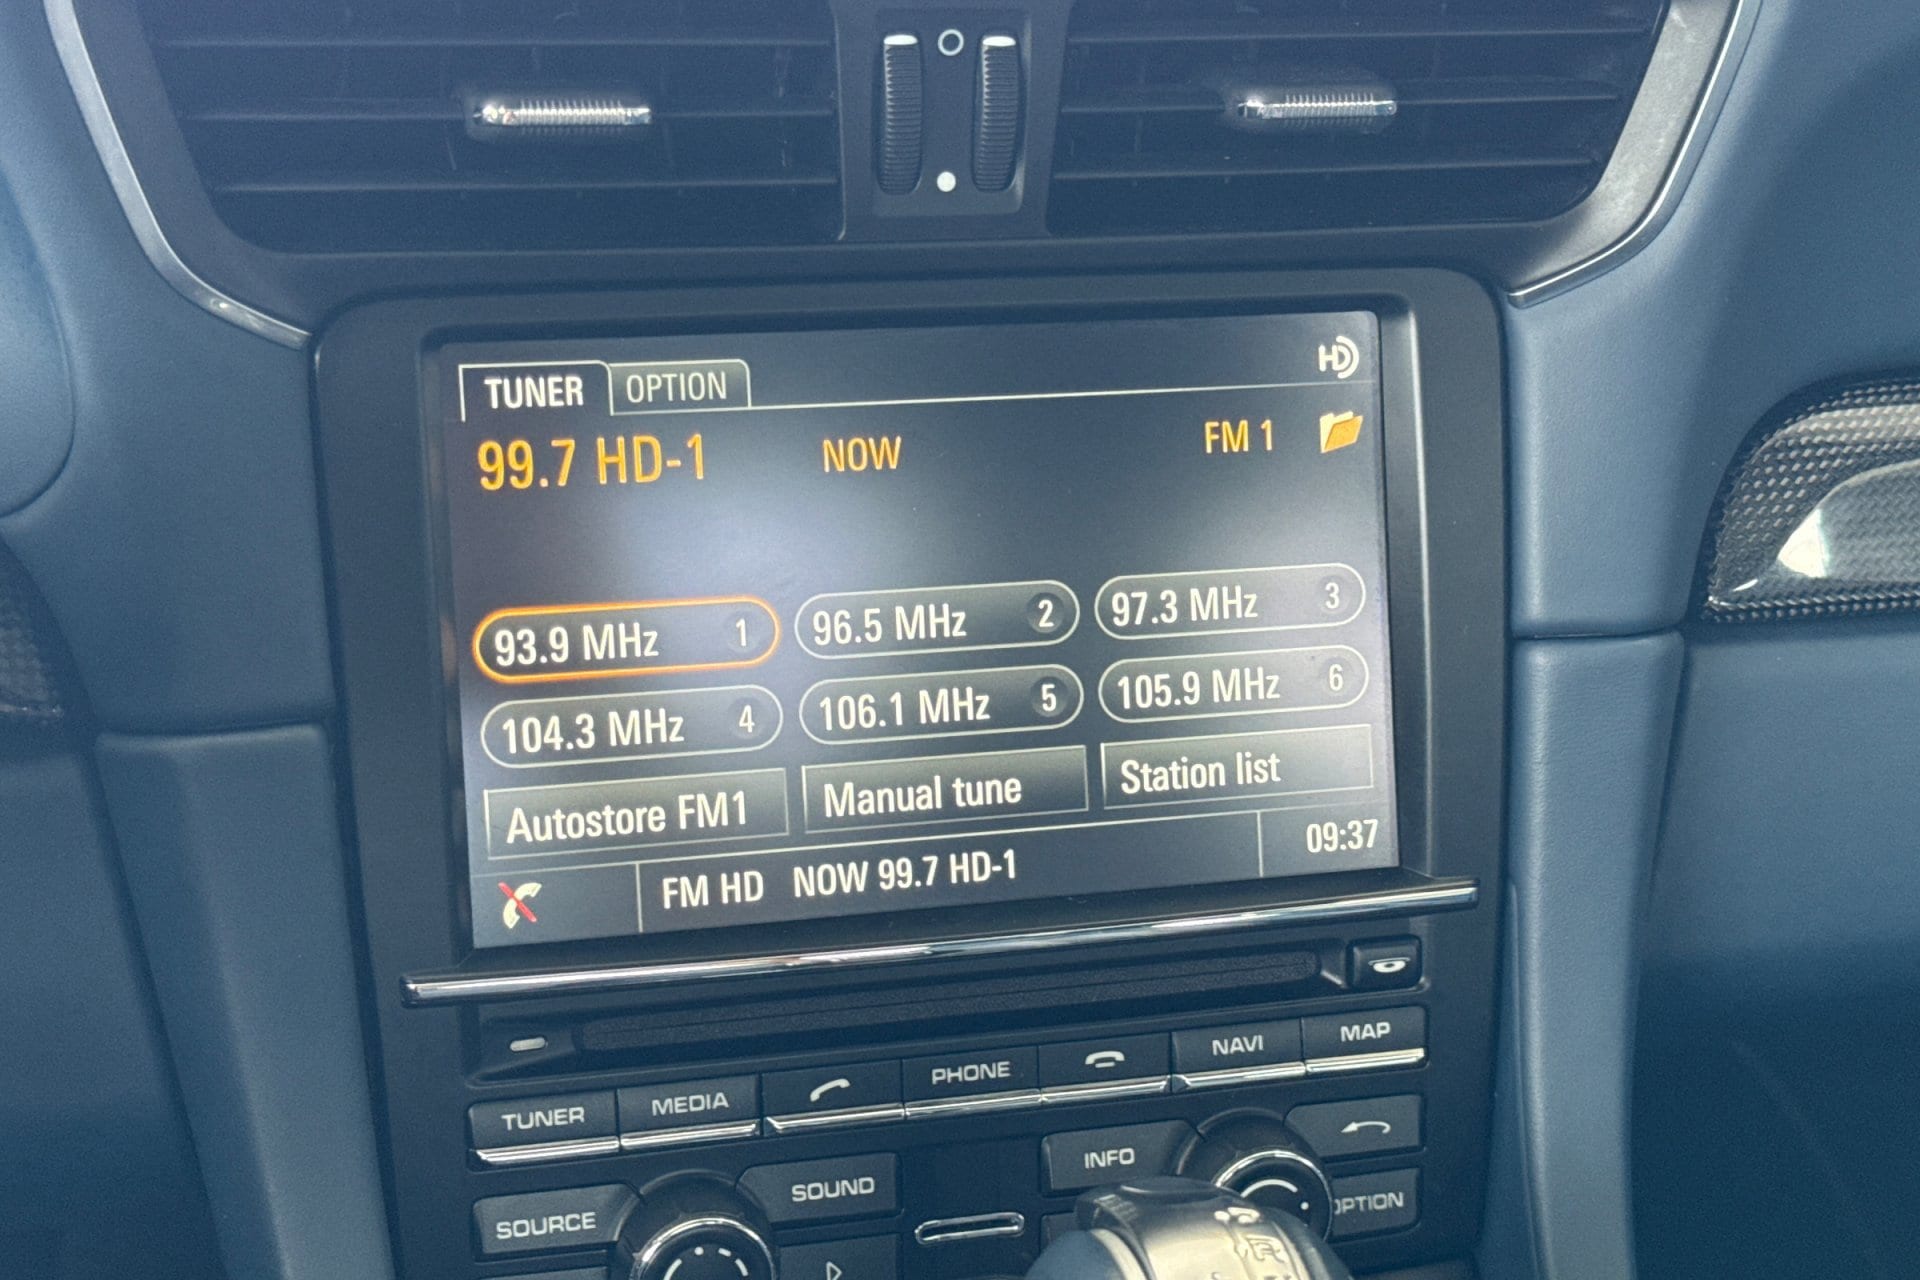 TUNER OPTION HD
99.7 HD-1 NOW FM 1
93.9 MHz 1 96.5 MHz 2 97.3 MHz 3
104.3 MHz 4 106.1 MHz 5 105.9 MHz 6
Autostore FM1 Manual tune Station list
FM HD NOW 99.7 HD-1 09:37
TUNER MEDIA PHONE NAVI MAP
SOURCE SOUND INFO OPTION